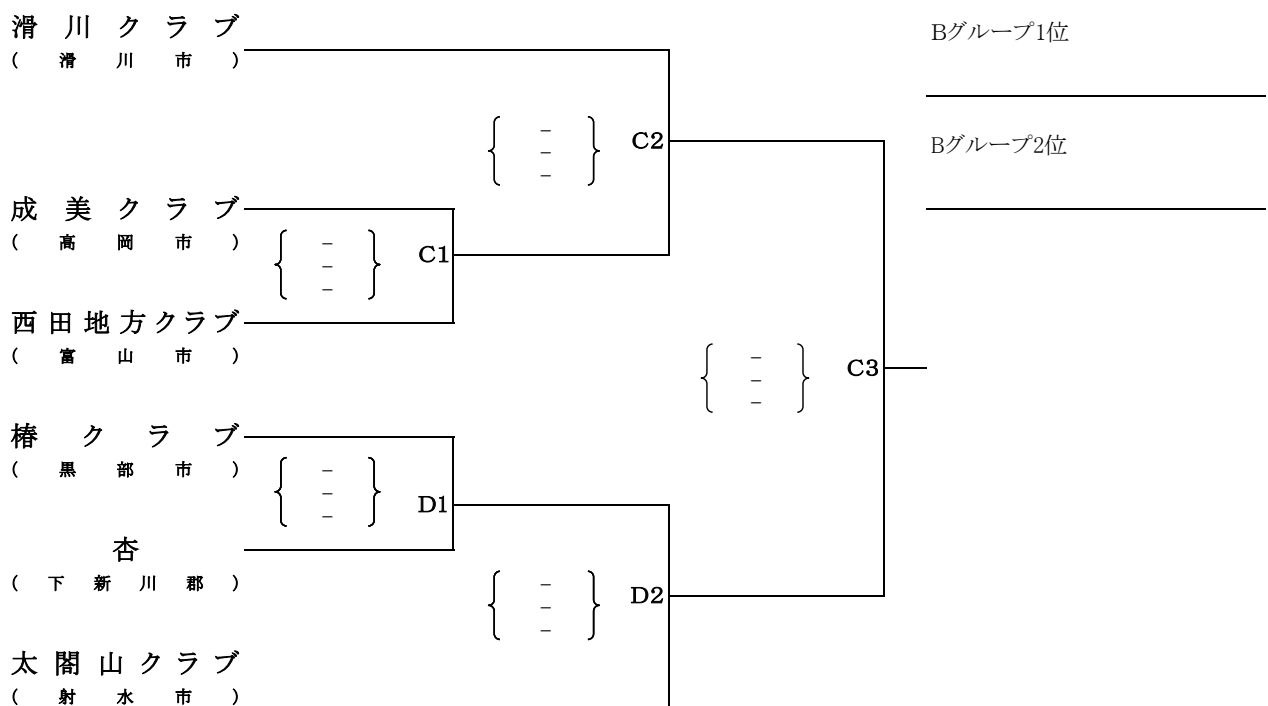 滑川クラブ
(滑川市)
Bグループ1位
{ － － － } C2
Bグループ2位
成美クラブ
(高岡市)
{ － － － } C1
西田地方クラブ
(富山市)
{ － － － } C3
椿クラブ
(黒部市)
{ － － － } D1
杏
(下新川郡)
{ － － － } D2
太閤山クラブ
(射水市)